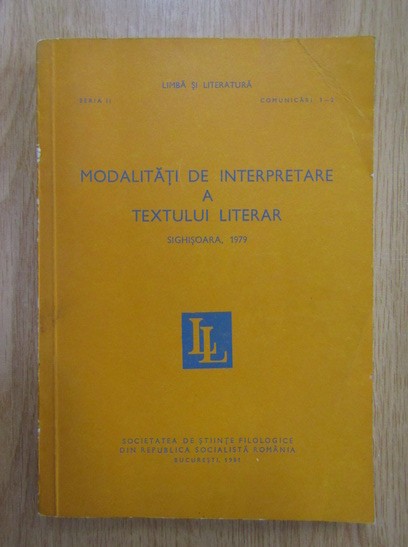 LIMBĂ ȘI LITERATURĂ
SERIA II COMUNICĂRI
MODALITĂȚI DE INTERPRETARE
A
TEXTULUI LITERAR
SIGHIȘOARA, 1979
LL
SOCIETATEA DE ȘTIINȚE FILOLOGICE
DIN REPUBLICA SOCIALISTĂ ROMÂNIA
BUCUREȘTI,